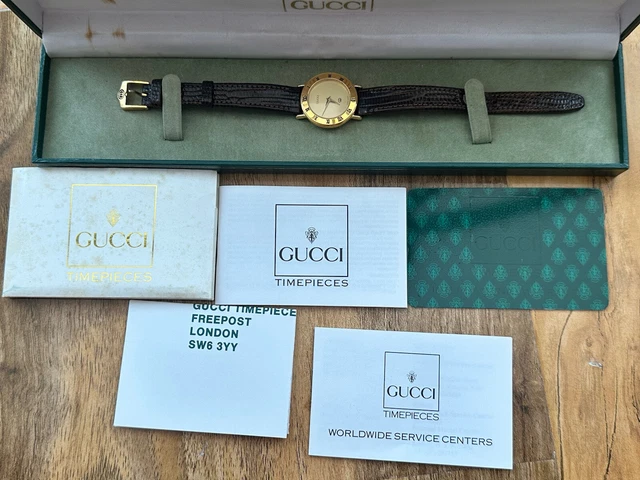 GUCCI
GUCCI
TIMEPIECES
GUCCI
TIMEPIECES
GUCCI TIMEPIECE
FREEPOST
LONDON
SW6 3YY
GUCCI
TIMEPIECES
WORLDWIDE SERVICE CENTERS